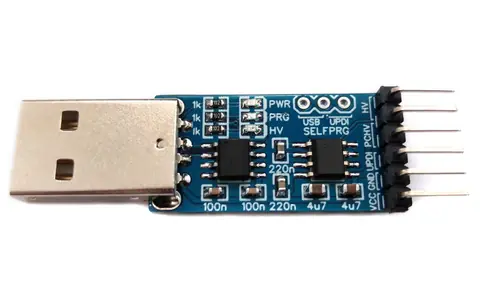 1k
PWR
1k
PRG
1k
HV
USB
UPDI
SELFPRG
220n
100n
100n
220n
4u7
4u7
HV
PCHV
UPDI
GND
VCC